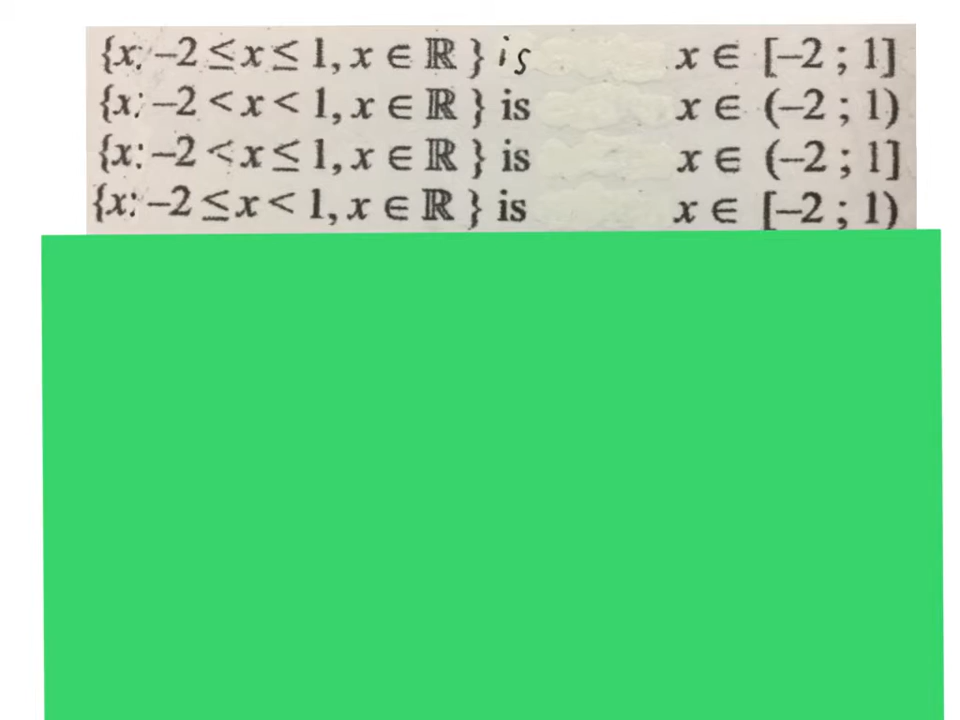 {x: −2 ≤ x ≤ 1, x ∈ ℝ } is x ∈ [−2 ; 1]
{x: −2 < x < 1, x ∈ ℝ } is x ∈ (−2 ; 1)
{x: −2 < x ≤ 1, x ∈ ℝ } is x ∈ (−2 ; 1]
{x: −2 ≤ x < 1, x ∈ ℝ } is x ∈ [−2 ; 1)